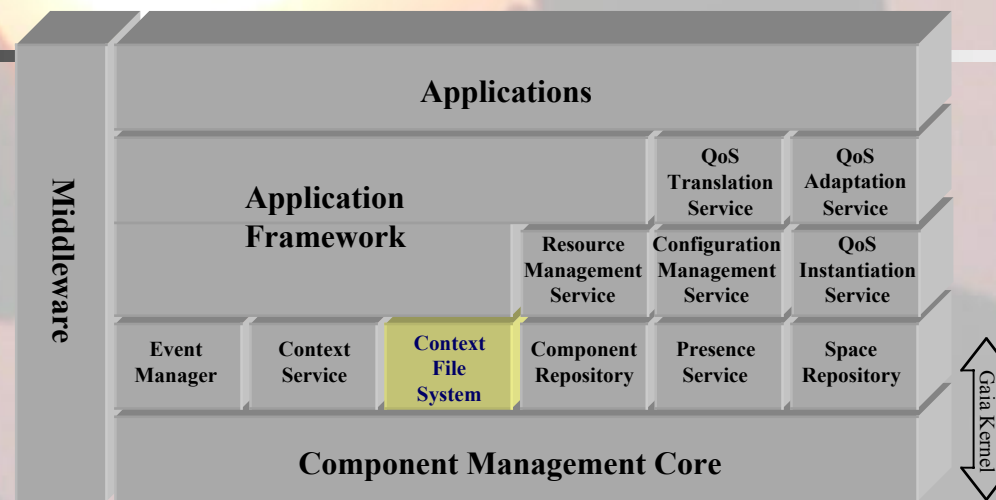 Applications
Middleware
QoS
Translation
Service
QoS
Adaptation
Service
Application
Framework
Resource
Management
Service
Configuration
Management
Service
QoS
Instantiation
Service
Event
Manager
Context
Service
Context
File
System
Component
Repository
Presence
Service
Space
Repository
Gaia Kernel
Component Management Core